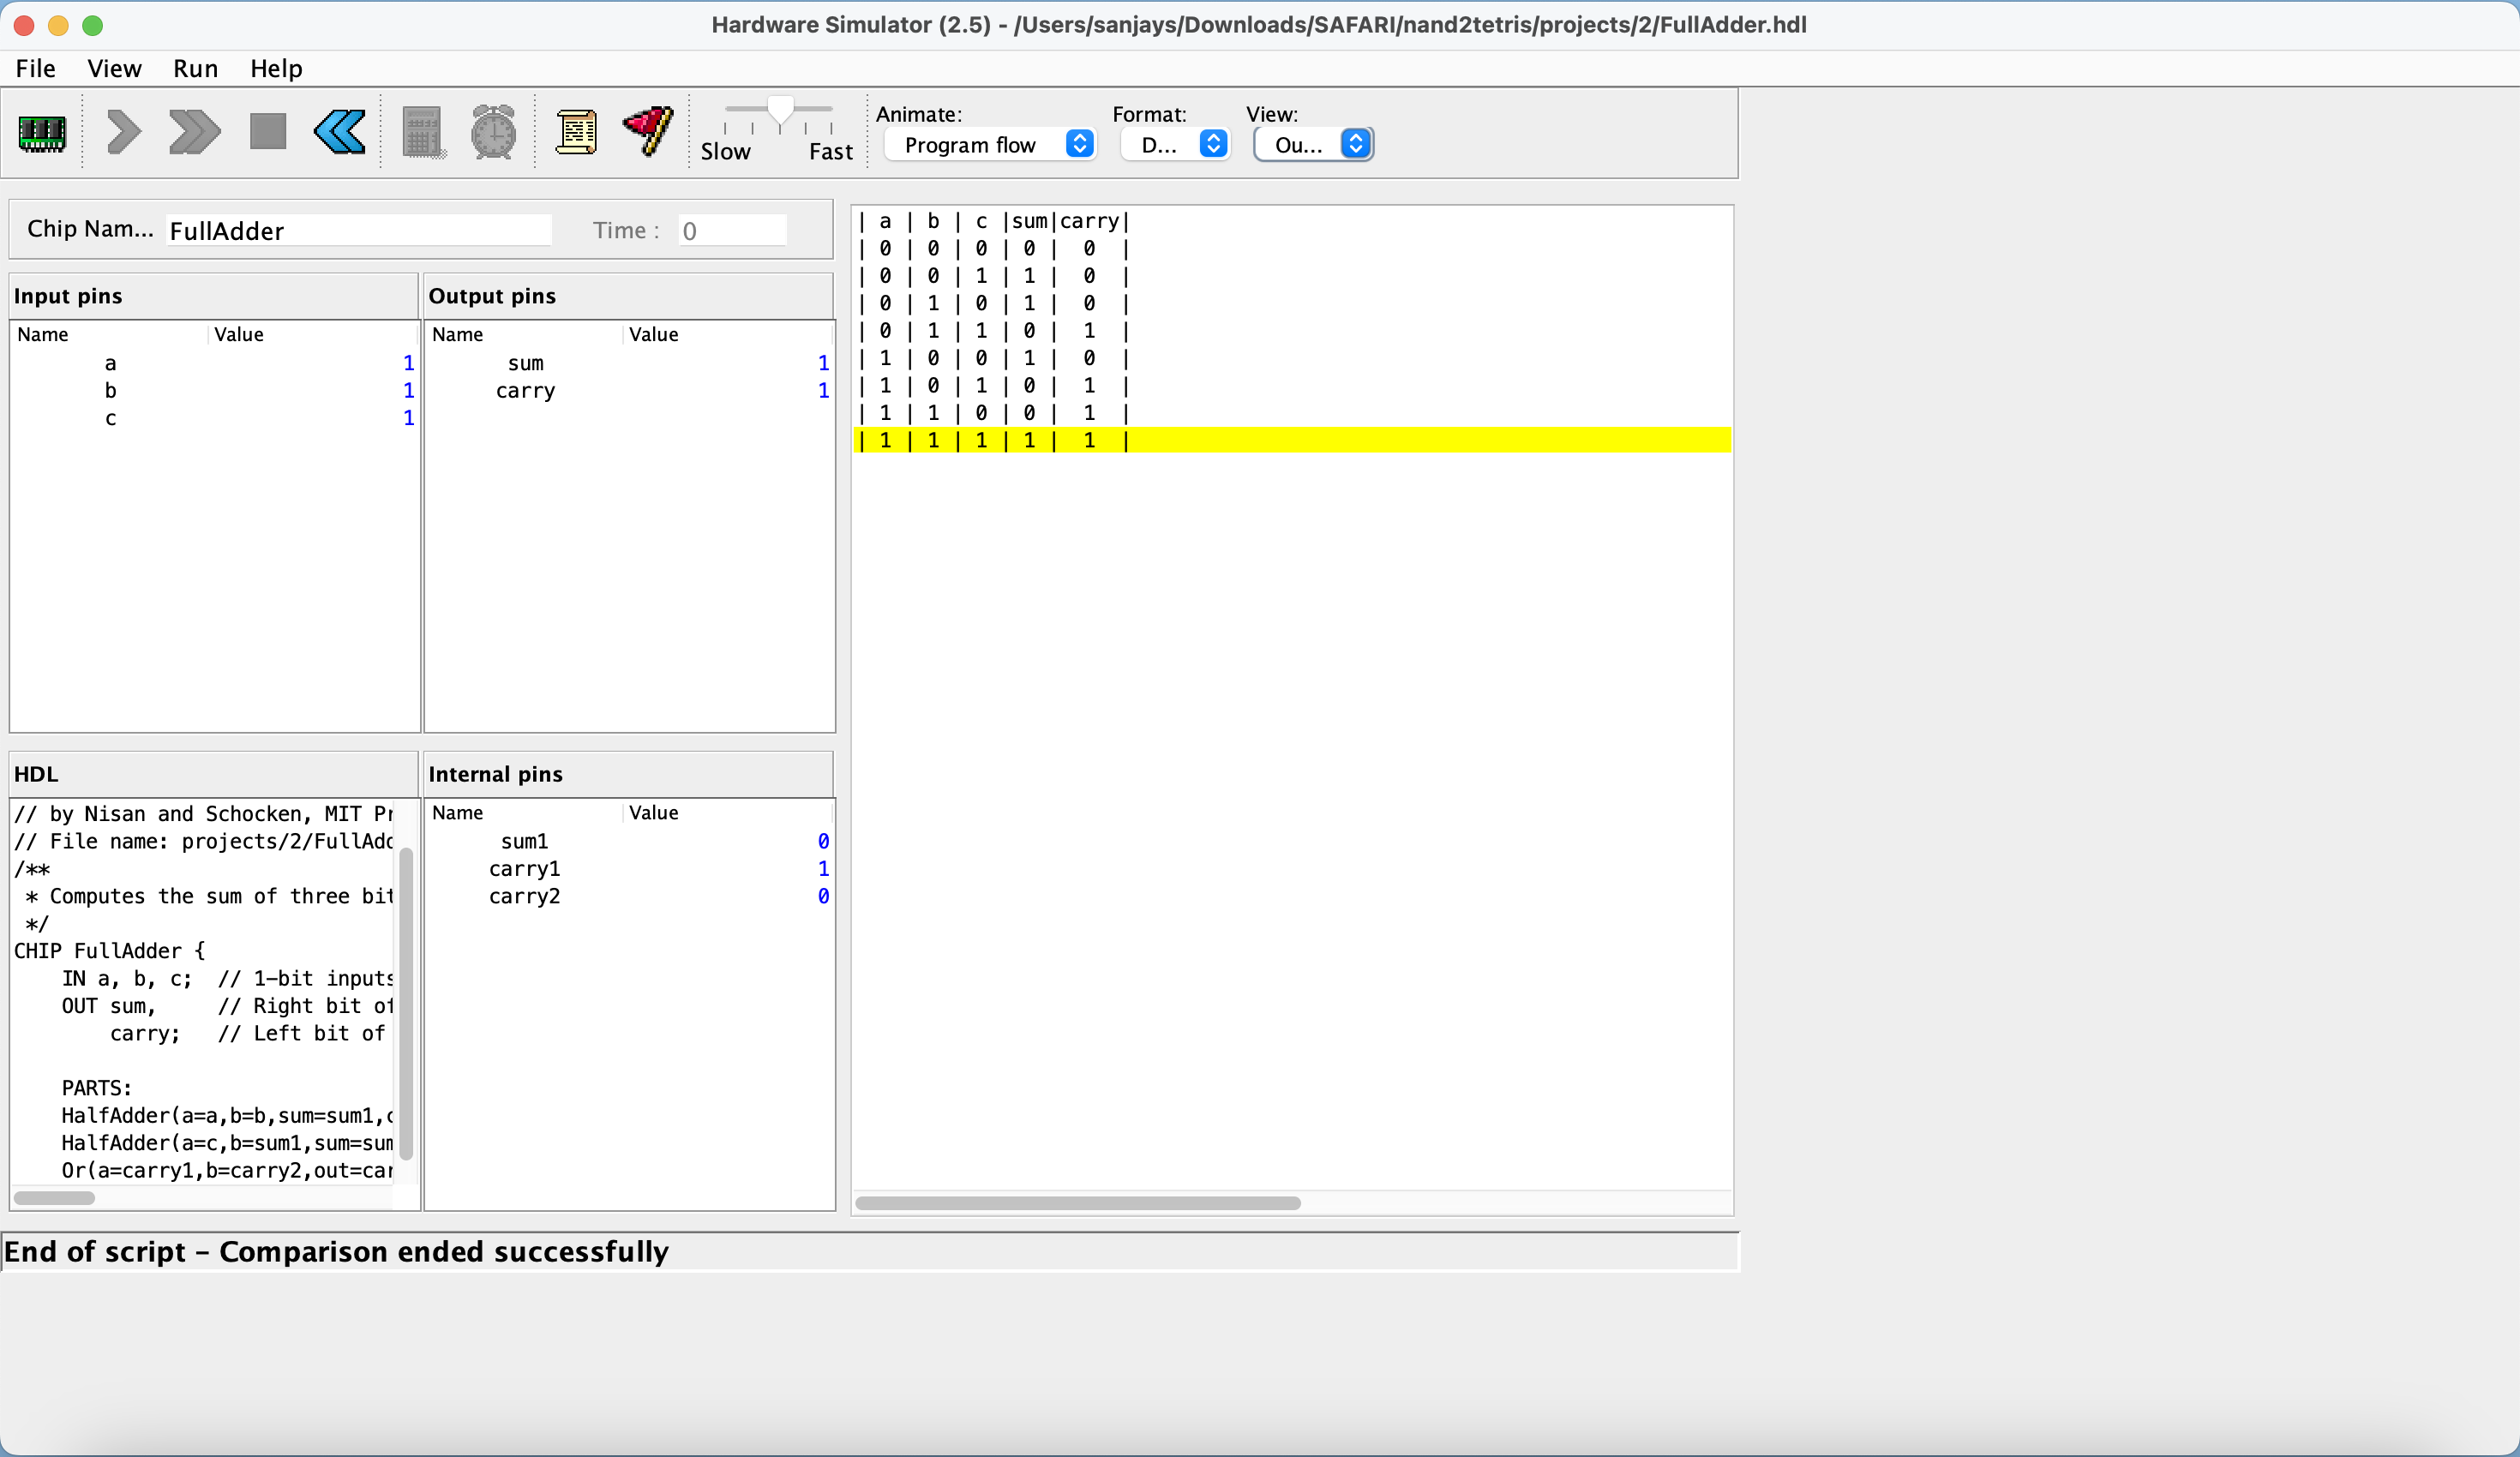 Hardware Simulator (2.5) - /Users/sanjays/Downloads/SAFARI/nand2tetris/projects/2/FullAdder.hdl
File View Run Help
Slow Fast
Animate: Format: View:
Program flow D... Ou...
Chip Nam... FullAdder Time : 0
Input pins
Name Value
a 1
b 1
c 1
Output pins
Name Value
sum 1
carry 1
HDL
// by Nisan and Schocken, MIT Pr
// File name: projects/2/FullAdd
/**
 * Computes the sum of three bit
 */
CHIP FullAdder {
    IN a, b, c;  // 1-bit inputs
    OUT sum,     // Right bit of
        carry;   // Left bit of

    PARTS:
    HalfAdder(a=a,b=b,sum=sum1,c
    HalfAdder(a=c,b=sum1,sum=sum
    Or(a=carry1,b=carry2,out=car
Internal pins
Name Value
sum1 0
carry1 1
carry2 0
| a | b | c |sum|carry|
| 0 | 0 | 0 | 0 |  0  |
| 0 | 0 | 1 | 1 |  0  |
| 0 | 1 | 0 | 1 |  0  |
| 0 | 1 | 1 | 0 |  1  |
| 1 | 0 | 0 | 1 |  0  |
| 1 | 0 | 1 | 0 |  1  |
| 1 | 1 | 0 | 0 |  1  |
| 1 | 1 | 1 | 1 |  1  |
End of script – Comparison ended successfully